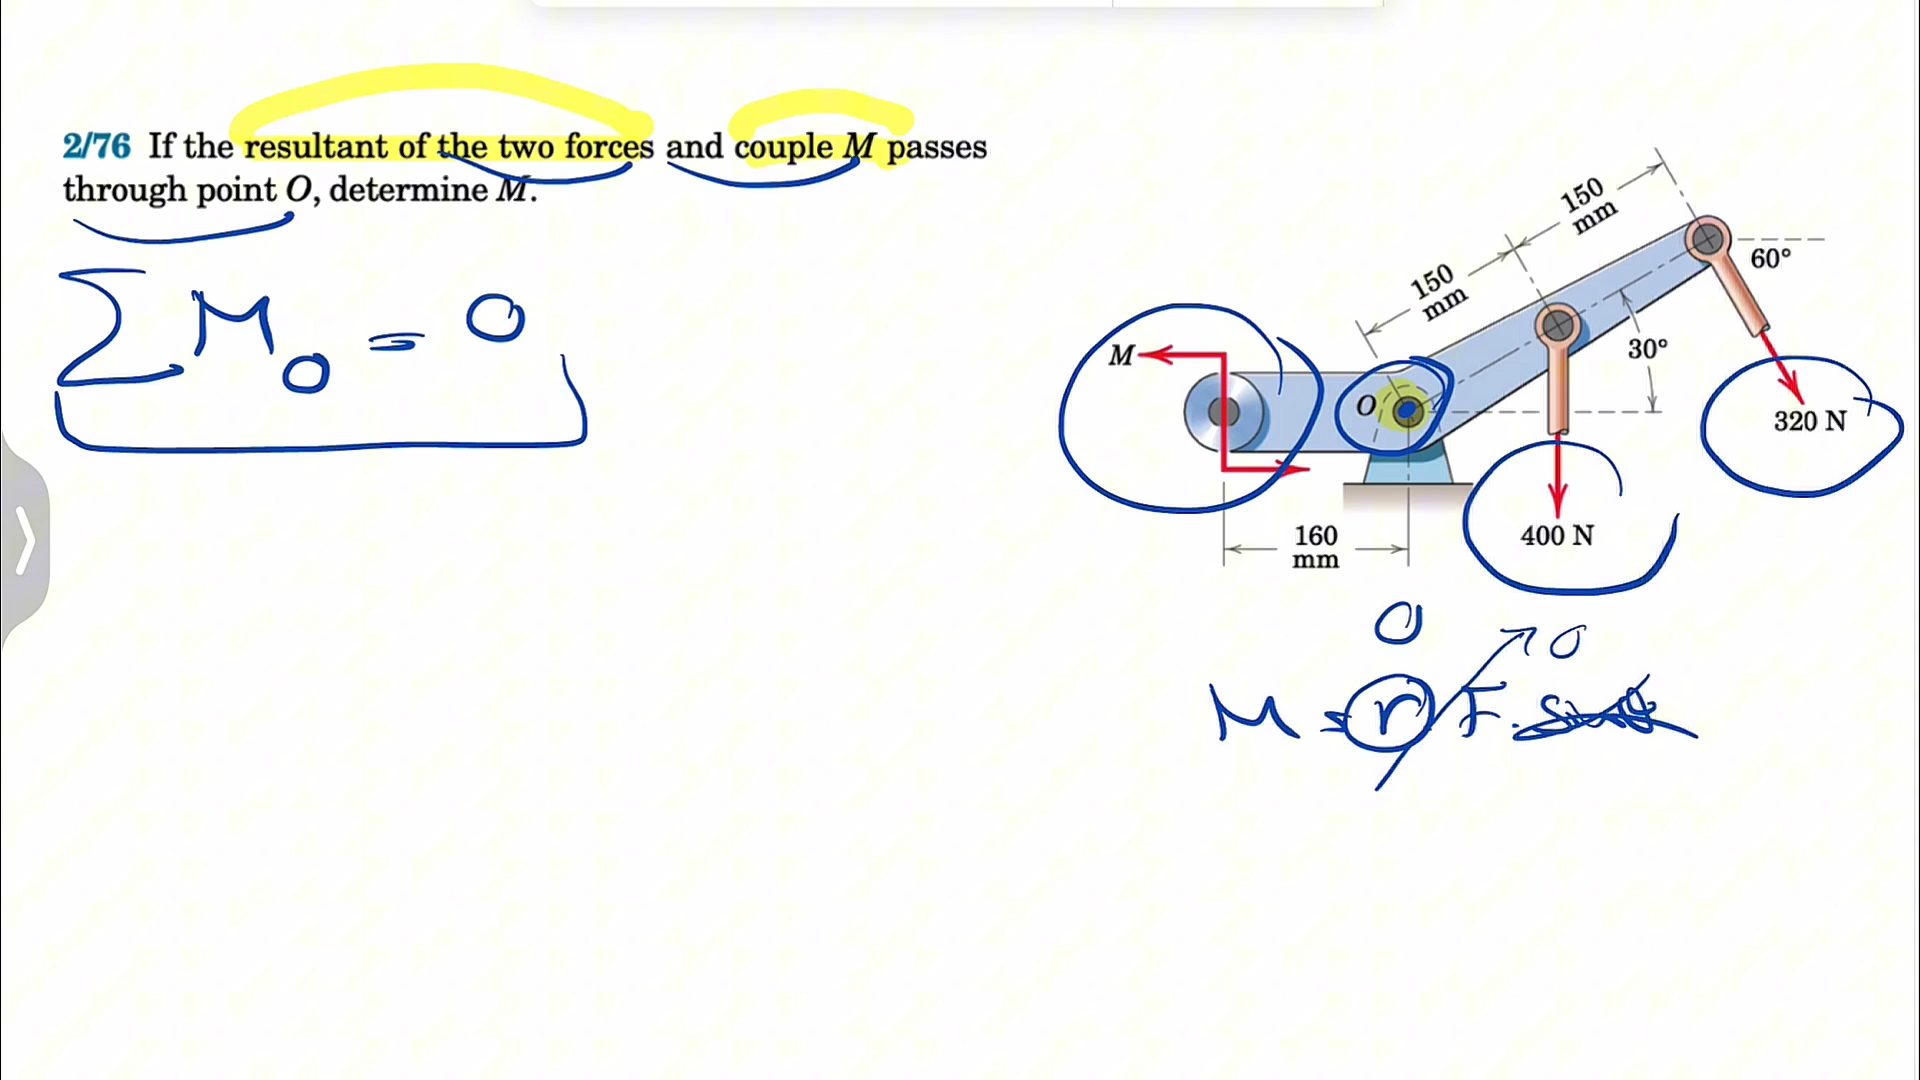 2/76 If the resultant of the two forces and couple M passes
through point O, determine M.
∑M_O = 0
150
mm
150
mm
60°
30°
M
O
320 N
400 N
160
mm
O
O
M = r F .